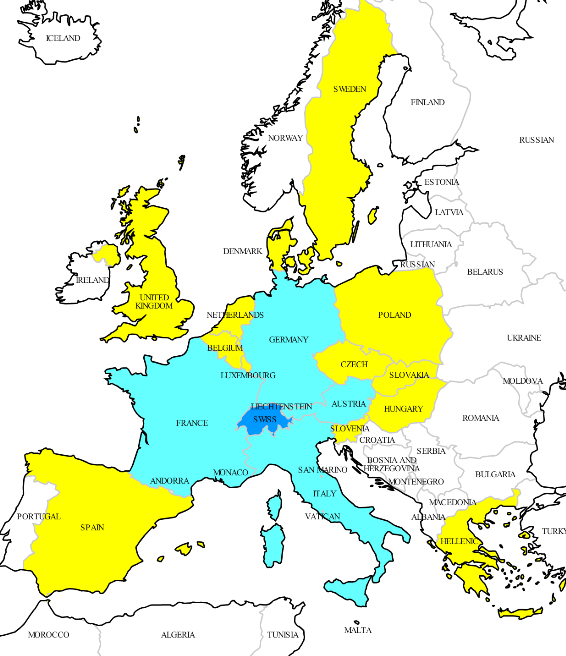 ICELAND
SWEDEN
FINLAND
NORWAY
RUSSIAN
ESTONIA
LATVIA
DENMARK
LITHUANIA
RUSSIAN
BELARUS
IRELAND
UNITED
KINGDOM
NETHERLANDS
POLAND
GERMANY
UKRAINE
BELGIUM
CZECH
LUXEMBOURG
SLOVAKIA
MOLDOVA
LIECHTENSTEIN
AUSTRIA
HUNGARY
SWISS
FRANCE
ROMANIA
SLOVENIA
CROATIA
SERBIA
BOSNIA AND
HERZEGOVINA
SAN MARINO
MONACO
BULGARIA
ANDORRA
MONTENEGRO
ITALY
MACEDONIA
PORTUGAL
VATICAN
ALBANIA
SPAIN
TURKY
HELLENIC
MALTA
MOROCCO
ALGERIA
TUNISIA